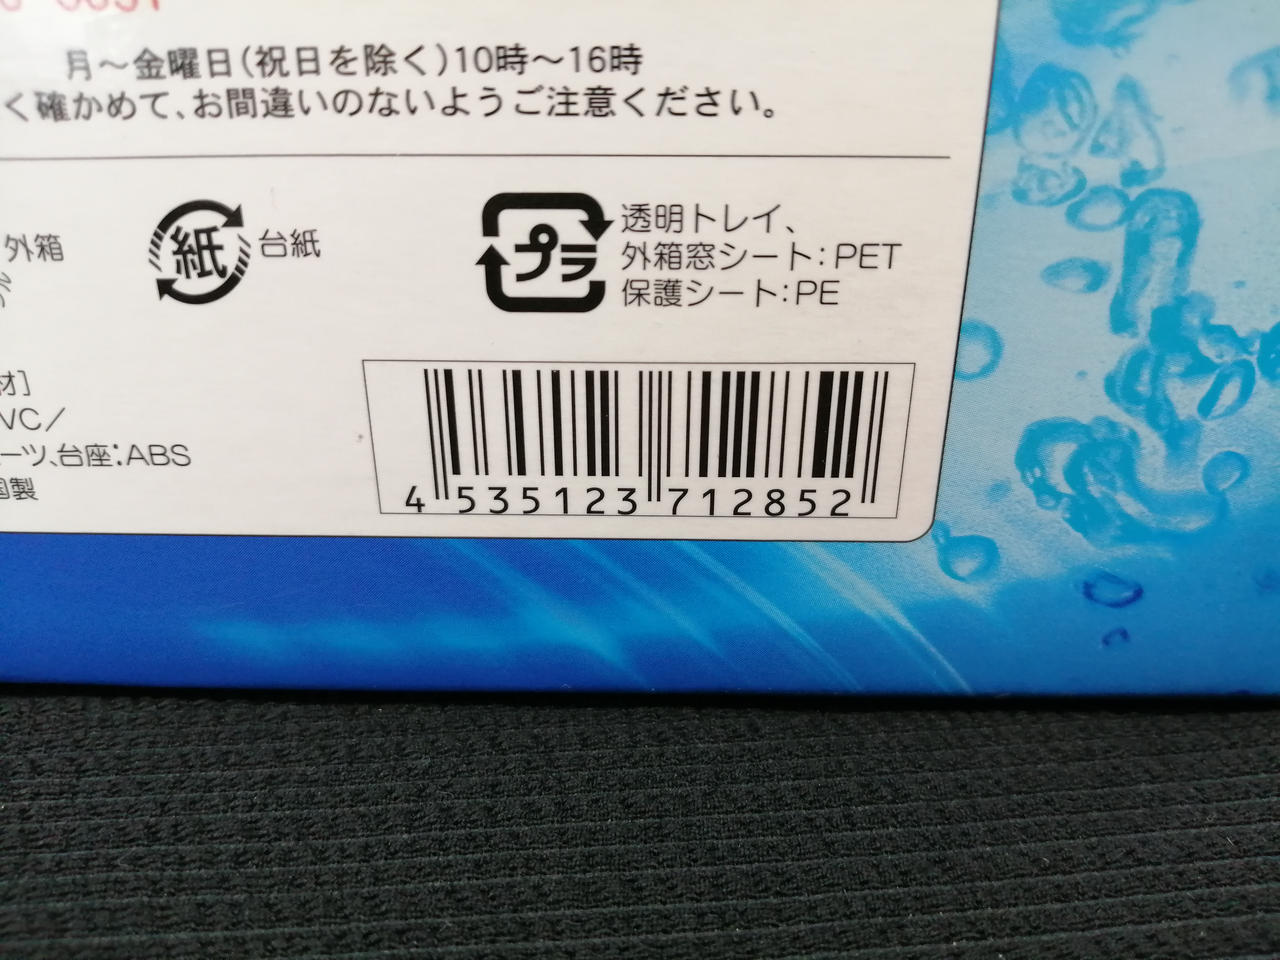 月～金曜日(祝日を除く)10時～16時
く確かめて、お間違いのないようご注意ください。
外箱
紙
台紙
プラ
透明トレイ、
外箱窓シート:PET
保護シート:PE
材]
VC/
ーツ、台座:ABS
国製
4 535123 712852